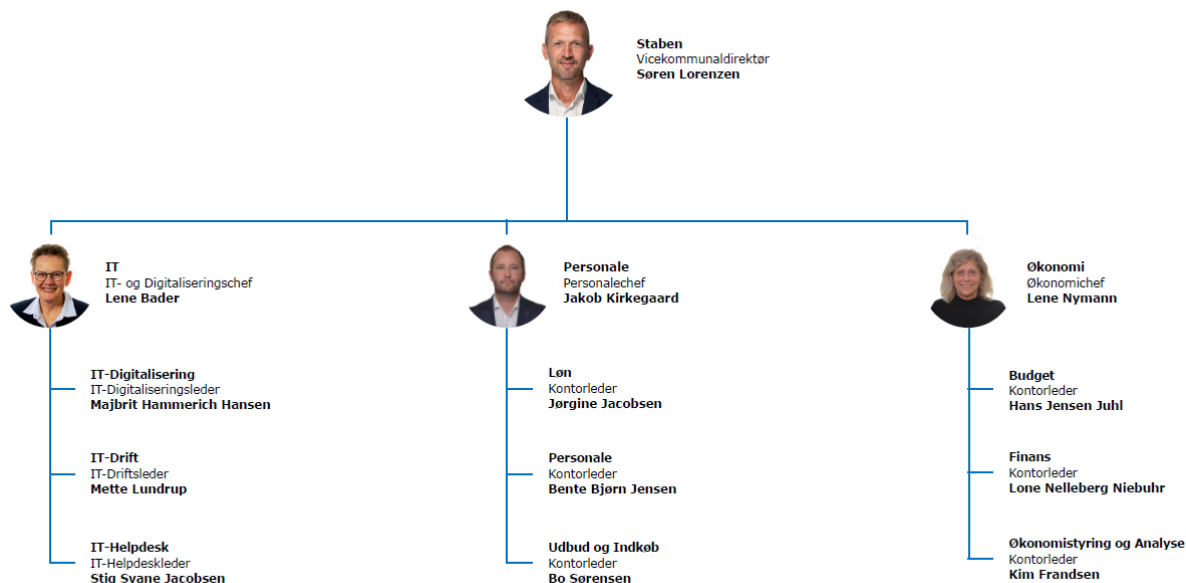 Staben
Vicekommunaldirektør
Søren Lorenzen
IT
IT- og Digitaliseringschef
Lene Bader
Personale
Personalechef
Jakob Kirkegaard
Økonomi
Økonomichef
Lene Nymann
IT-Digitalisering
IT-Digitaliseringsleder
Majbrit Hammerich Hansen
IT-Drift
IT-Driftsleder
Mette Lundrup
IT-Helpdesk
IT-Helpdeskleder
Stig Svane Jacobsen
Løn
Kontorleder
Jørgine Jacobsen
Personale
Kontorleder
Bente Bjørn Jensen
Udbud og Indkøb
Kontorleder
Bo Sørensen
Budget
Kontorleder
Hans Jensen Juhl
Finans
Kontorleder
Lone Nelleberg Niebuhr
Økonomistyring og Analyse
Kontorleder
Kim Frandsen